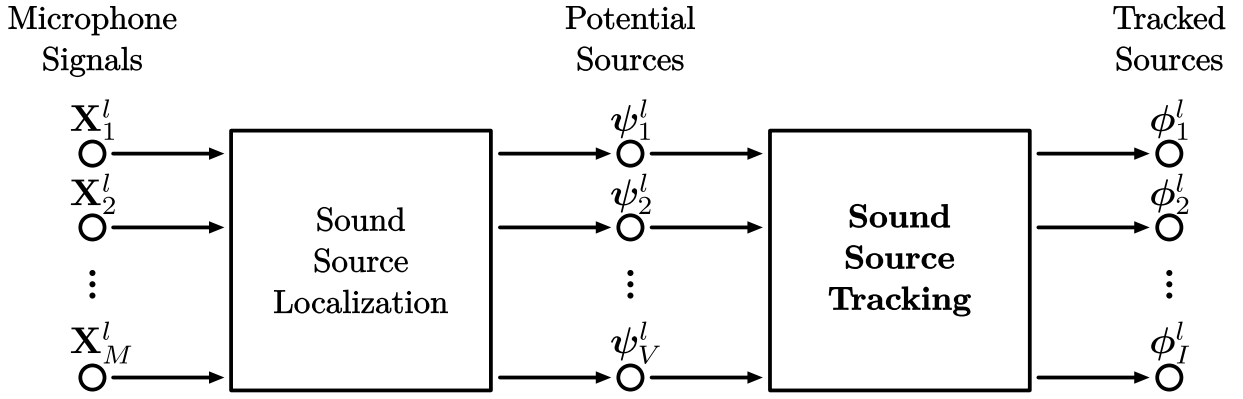 Microphone
Signals
Potential
Sources
Tracked
Sources
X_1^l
ψ_1^l
ϕ_1^l
X_2^l
ψ_2^l
ϕ_2^l
Sound
Source
Localization
Sound
Source
Tracking
⋮
⋮
⋮
X_M^l
ψ_V^l
ϕ_I^l